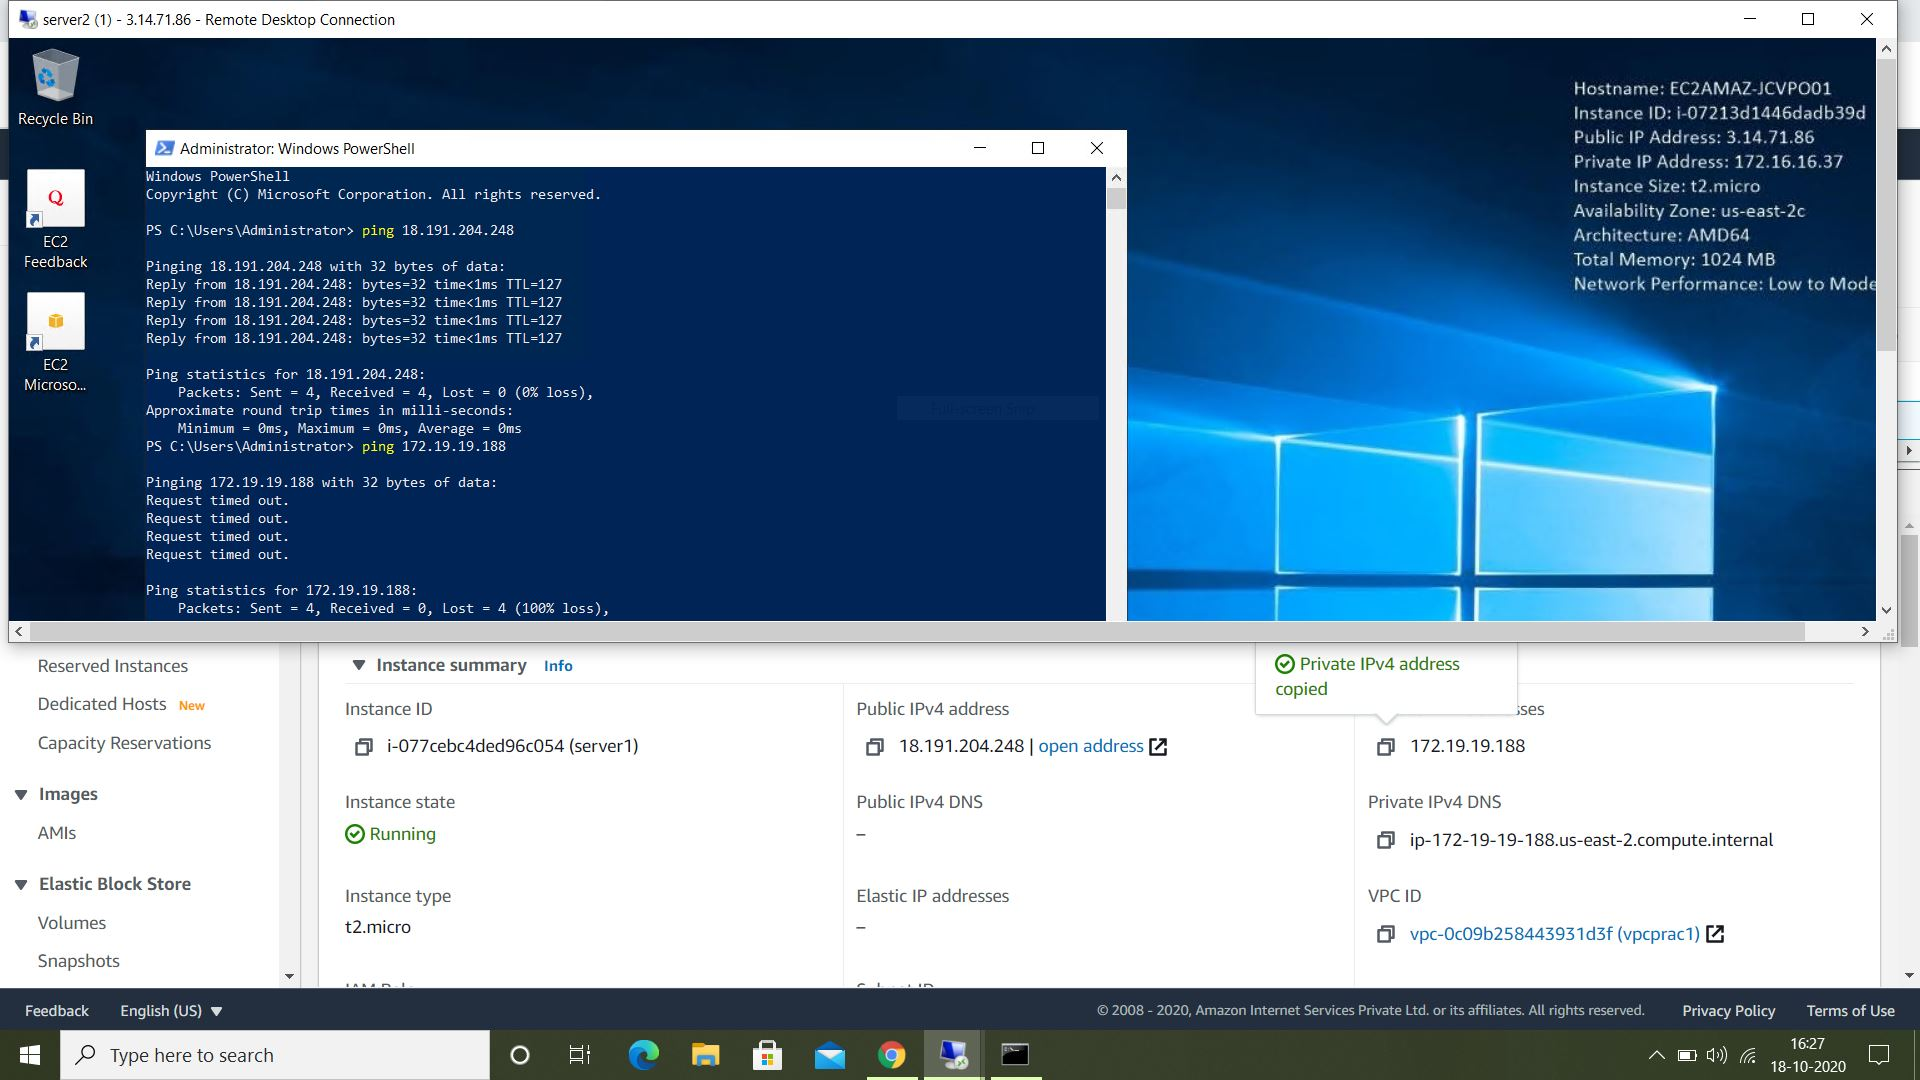 server2 (1) - 3.14.71.86 - Remote Desktop Connection
Recycle Bin
EC2
Feedback
EC2
Microso...
Hostname: EC2AMAZ-JCVPO01
Instance ID: i-07213d1446dadb39d
Public IP Address: 3.14.71.86
Private IP Address: 172.16.16.37
Instance Size: t2.micro
Availability Zone: us-east-2c
Architecture: AMD64
Total Memory: 1024 MB
Network Performance: Low to Mode
Administrator: Windows PowerShell
Windows PowerShell
Copyright (C) Microsoft Corporation. All rights reserved.
PS C:\Users\Administrator> ping 18.191.204.248
Pinging 18.191.204.248 with 32 bytes of data:
Reply from 18.191.204.248: bytes=32 time<1ms TTL=127
Reply from 18.191.204.248: bytes=32 time<1ms TTL=127
Reply from 18.191.204.248: bytes=32 time<1ms TTL=127
Reply from 18.191.204.248: bytes=32 time<1ms TTL=127
Ping statistics for 18.191.204.248:
Packets: Sent = 4, Received = 4, Lost = 0 (0% loss),
Approximate round trip times in milli-seconds:
Minimum = 0ms, Maximum = 0ms, Average = 0ms
PS C:\Users\Administrator> ping 172.19.19.188
Pinging 172.19.19.188 with 32 bytes of data:
Request timed out.
Request timed out.
Request timed out.
Request timed out.
Ping statistics for 172.19.19.188:
Packets: Sent = 4, Received = 0, Lost = 4 (100% loss),
Full-screen Snip
Reserved Instances
Dedicated Hosts New
Capacity Reservations
Images
AMIs
Elastic Block Store
Volumes
Snapshots
Instance summary Info
Private IPv4 address
copied
Instance ID
i-077cebc4ded96c054 (server1)
Public IPv4 address
18.191.204.248 | open address
172.19.19.188
Instance state
Running
Public IPv4 DNS
–
Private IPv4 DNS
ip-172-19-19-188.us-east-2.compute.internal
Instance type
t2.micro
Elastic IP addresses
–
VPC ID
vpc-0c09b258443931d3f (vpcprac1)
Feedback English (US)
© 2008 - 2020, Amazon Internet Services Private Ltd. or its affiliates. All rights reserved. Privacy Policy Terms of Use
Type here to search
16:27
18-10-2020